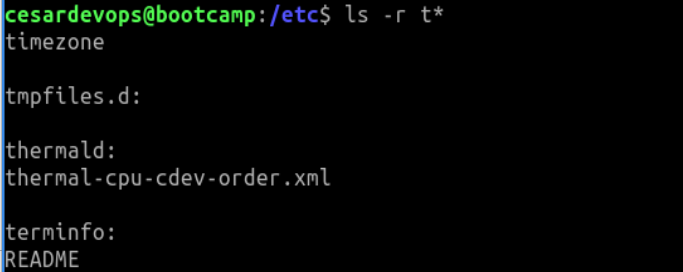 cesardevops@bootcamp:/etc$ ls -r t*
timezone
tmpfiles.d:
thermald:
thermal-cpu-cdev-order.xml
terminfo:
README